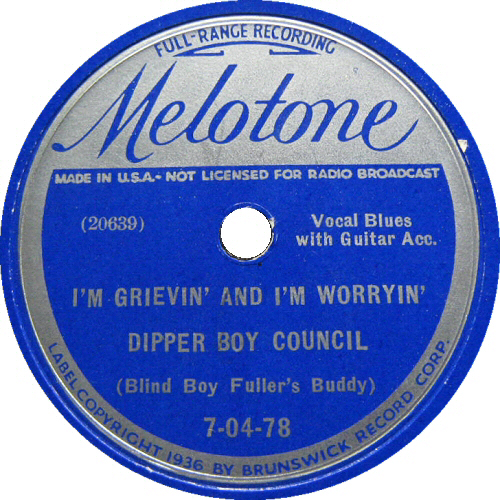 FULL-RANGE RECORDING
Melotone
MADE IN U.S.A.- NOT LICENSED FOR RADIO BROADCAST
(20639)
Vocal Blues
with Guitar Acc.
I'M GRIEVIN' AND I'M WORRYIN'
DIPPER BOY COUNCIL
(Blind Boy Fuller's Buddy)
7-04-78
LABEL COPYRIGHT 1936 BY BRUNSWICK RECORD CORP.